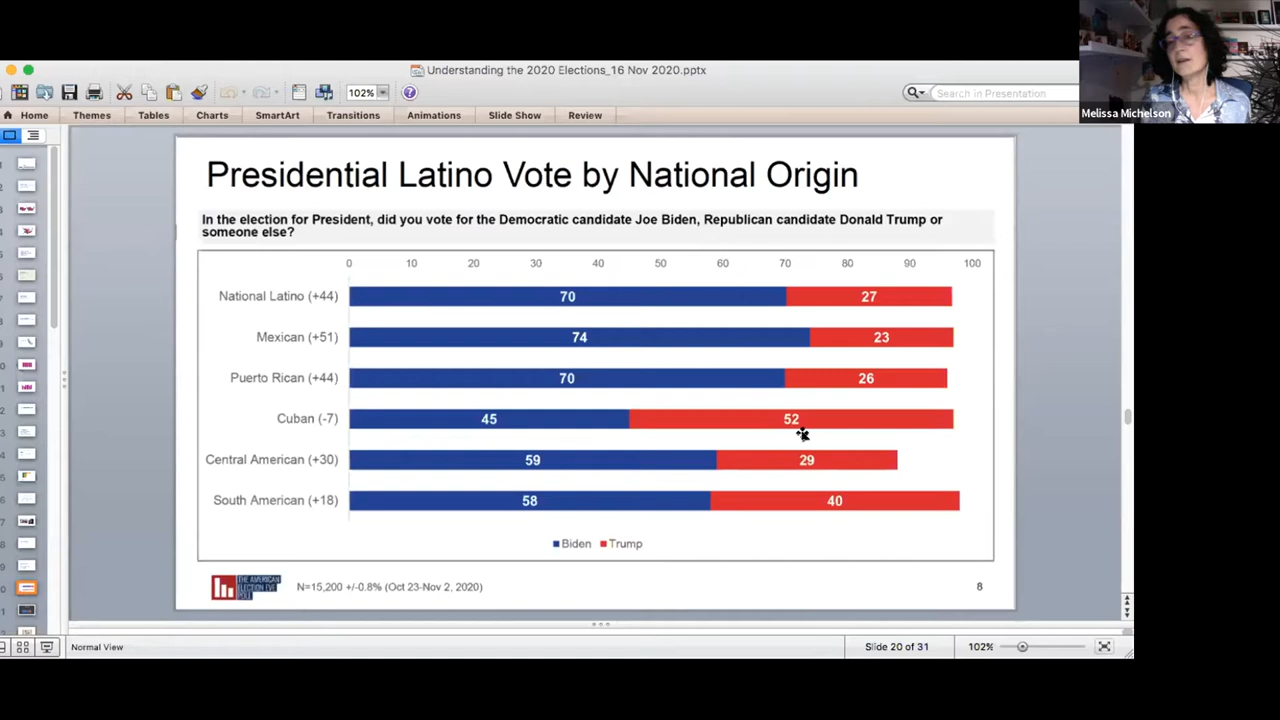 Understanding the 2020 Elections_16 Nov 2020.pptx
102%
Search in Presentation
Melissa Michelson
Home Themes Tables Charts SmartArt Transitions Animations Slide Show Review
Presidential Latino Vote by National Origin
In the election for President, did you vote for the Democratic candidate Joe Biden, Republican candidate Donald Trump or
someone else?
0 10 20 30 40 50 60 70 80 90 100
National Latino (+44) 70 27
Mexican (+51) 74 23
Puerto Rican (+44) 70 26
Cuban (-7) 45 52
Central American (+30) 59 29
South American (+18) 58 40
Biden Trump
THE AMERICAN
ELECTION EVE
POLL
N=15,200 +/-0.8% (Oct 23-Nov 2, 2020)
8
Normal View
Slide 20 of 31
102%